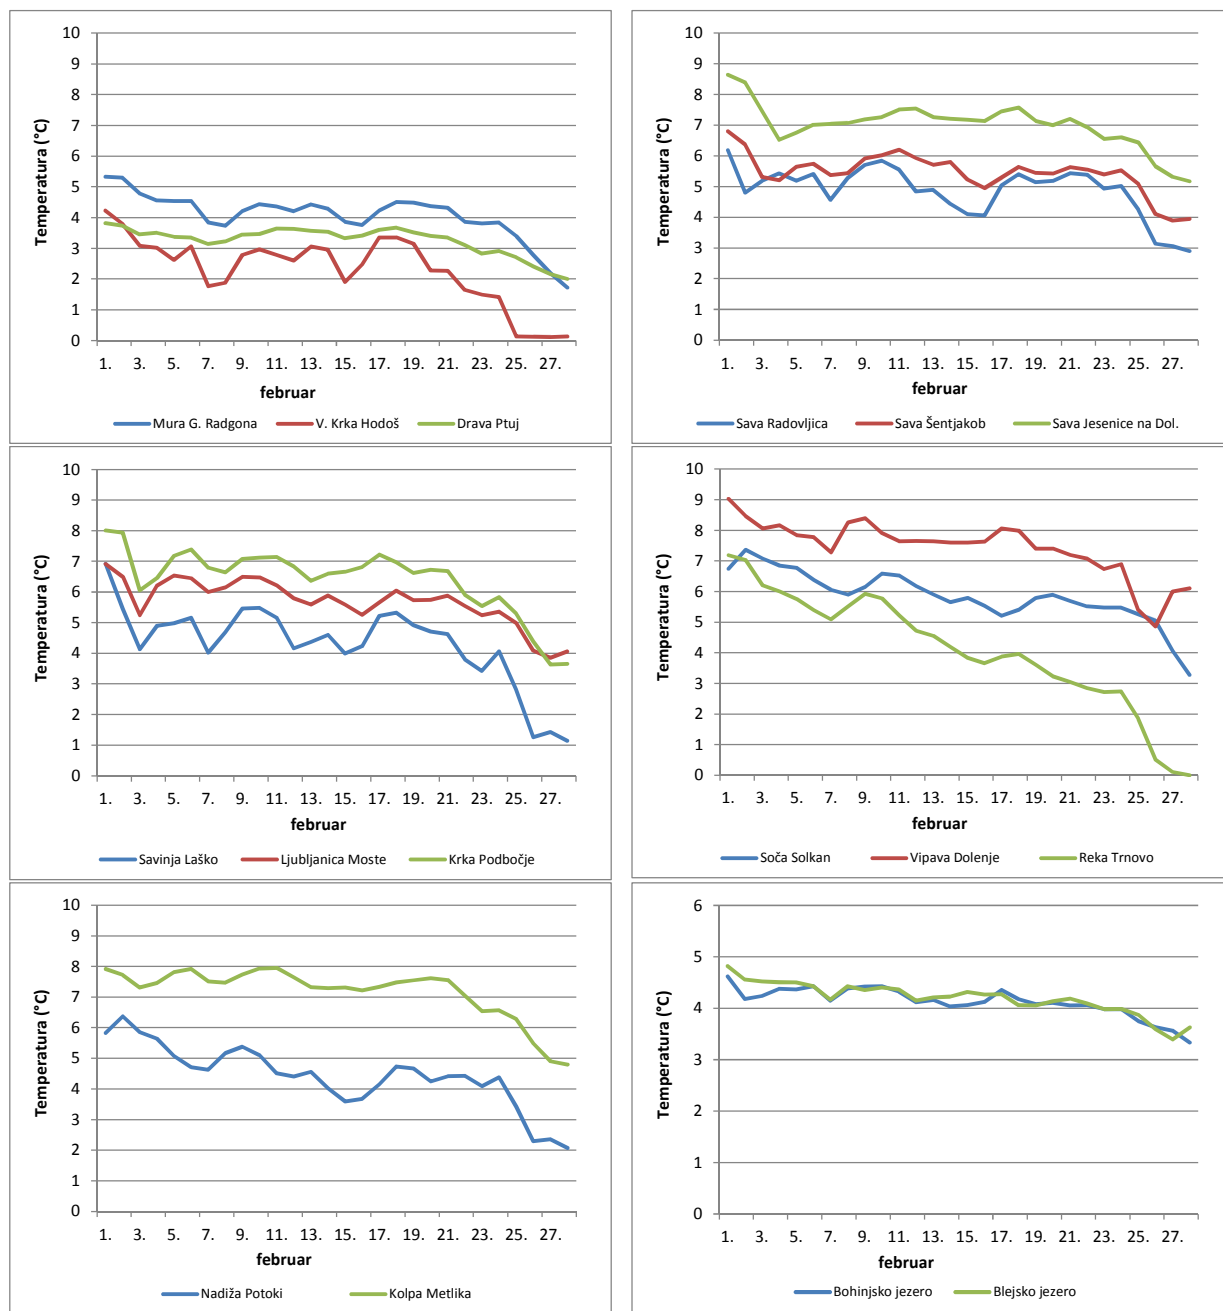 Temperatura (°C)
10
9
8
7
6
5
4
3
2
1
0
1. 3. 5. 7. 9. 11. 13. 15. 17. 19. 21. 23. 25. 27.
februar
Mura G. Radgona V. Krka Hodoš Drava Ptuj
Temperatura (°C)
10
9
8
7
6
5
4
3
2
1
0
1. 3. 5. 7. 9. 11. 13. 15. 17. 19. 21. 23. 25. 27.
februar
Sava Radovljica Sava Šentjakob Sava Jesenice na Dol.
Temperatura (°C)
10
9
8
7
6
5
4
3
2
1
0
1. 3. 5. 7. 9. 11. 13. 15. 17. 19. 21. 23. 25. 27.
februar
Savinja Laško Ljubljanica Moste Krka Podbočje
Temperatura (°C)
10
9
8
7
6
5
4
3
2
1
0
1. 3. 5. 7. 9. 11. 13. 15. 17. 19. 21. 23. 25. 27.
februar
Soča Solkan Vipava Dolenje Reka Trnovo
Temperatura (°C)
10
9
8
7
6
5
4
3
2
1
0
1. 3. 5. 7. 9. 11. 13. 15. 17. 19. 21. 23. 25. 27.
februar
Nadiža Potoki Kolpa Metlika
Temperatura (°C)
6
5
4
3
2
1
0
1. 3. 5. 7. 9. 11. 13. 15. 17. 19. 21. 23. 25. 27.
februar
Bohinjsko jezero Blejsko jezero